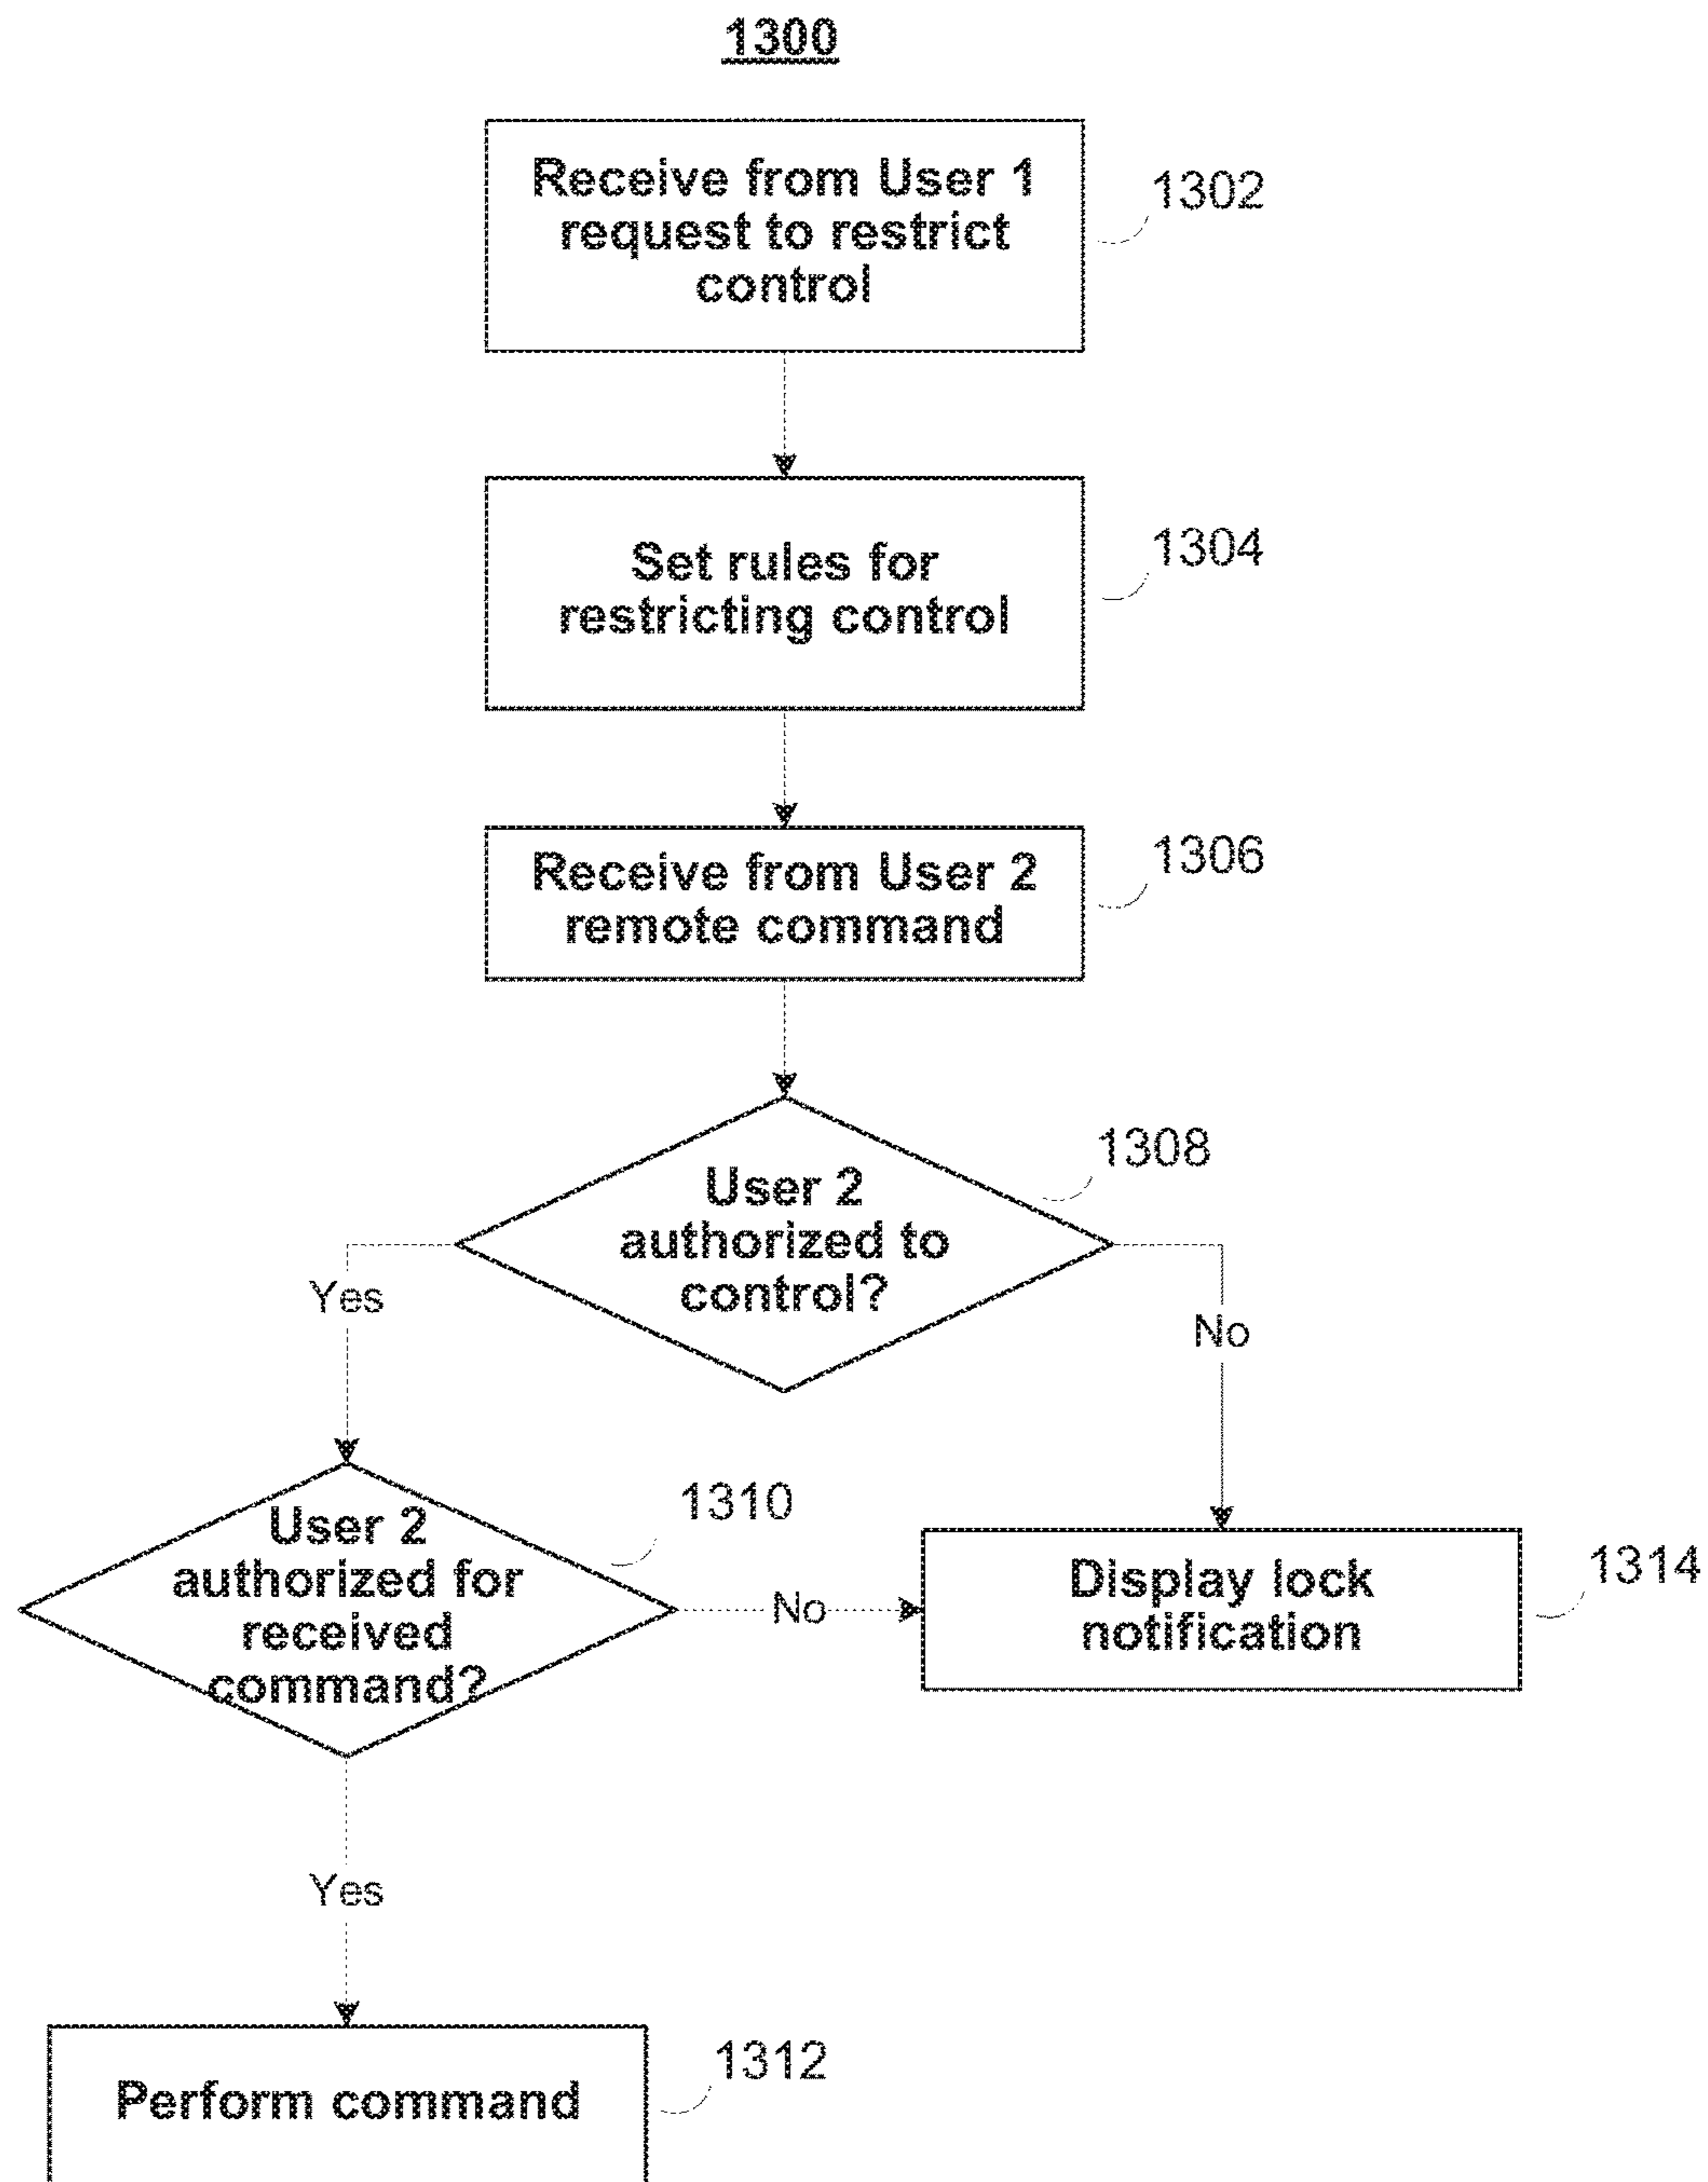 1300
Receive from User 1
request to restrict
control
1302
Set rules for
restricting control
1304
Receive from User 2
remote command
1306
User 2
authorized to
control?
1308
Yes
No
User 2
authorized for
received
command?
1310
No
Display lock
notification
1314
Yes
Perform command
1312